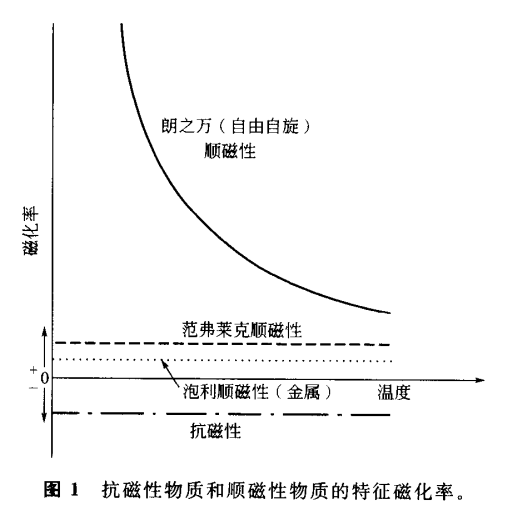 朗之万（自由自旋）
顺磁性
磁化率
范弗莱克顺磁性
+
0
−
泡利顺磁性（金属）
温度
抗磁性
图 1 抗磁性物质和顺磁性物质的特征磁化率。